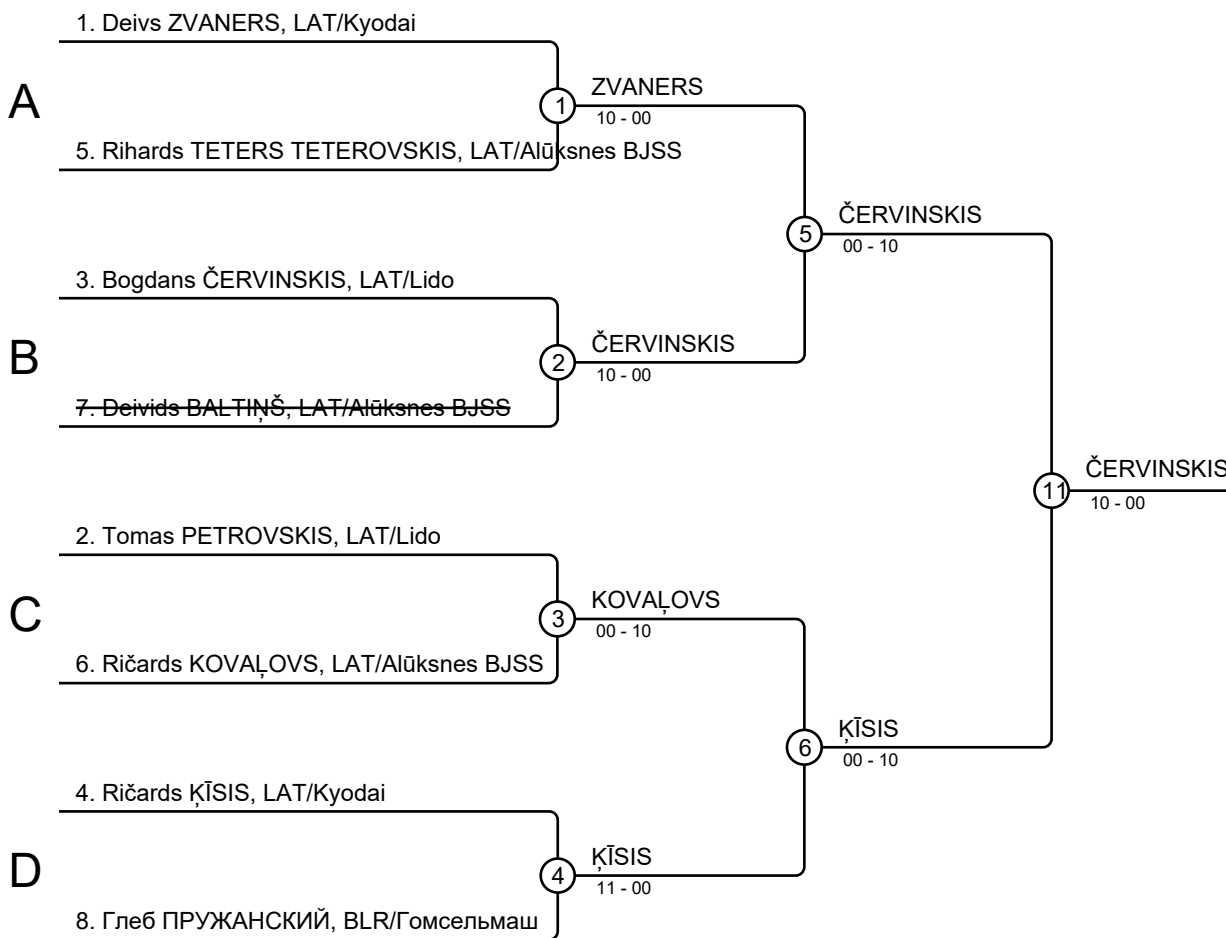 1. Deivs ZVANERS, LAT/Kyodai
A
1
ZVANERS
10 - 00
5. Rihards TETERS TETEROVSKIS, LAT/Alūksnes BJSS
5
ČERVINSKIS
00 - 10
3. Bogdans ČERVINSKIS, LAT/Lido
B
2
ČERVINSKIS
10 - 00
7. Deivids BALTIŅŠ, LAT/Alūksnes BJSS
11
ČERVINSKIS
10 - 00
2. Tomas PETROVSKIS, LAT/Lido
C
3
KOVAĻOVS
00 - 10
6. Ričards KOVAĻOVS, LAT/Alūksnes BJSS
6
ĶĪSIS
00 - 10
4. Ričards ĶĪSIS, LAT/Kyodai
D
4
ĶĪSIS
11 - 00
8. Глеб ПРУЖАНСКИЙ, BLR/Гомсельмаш